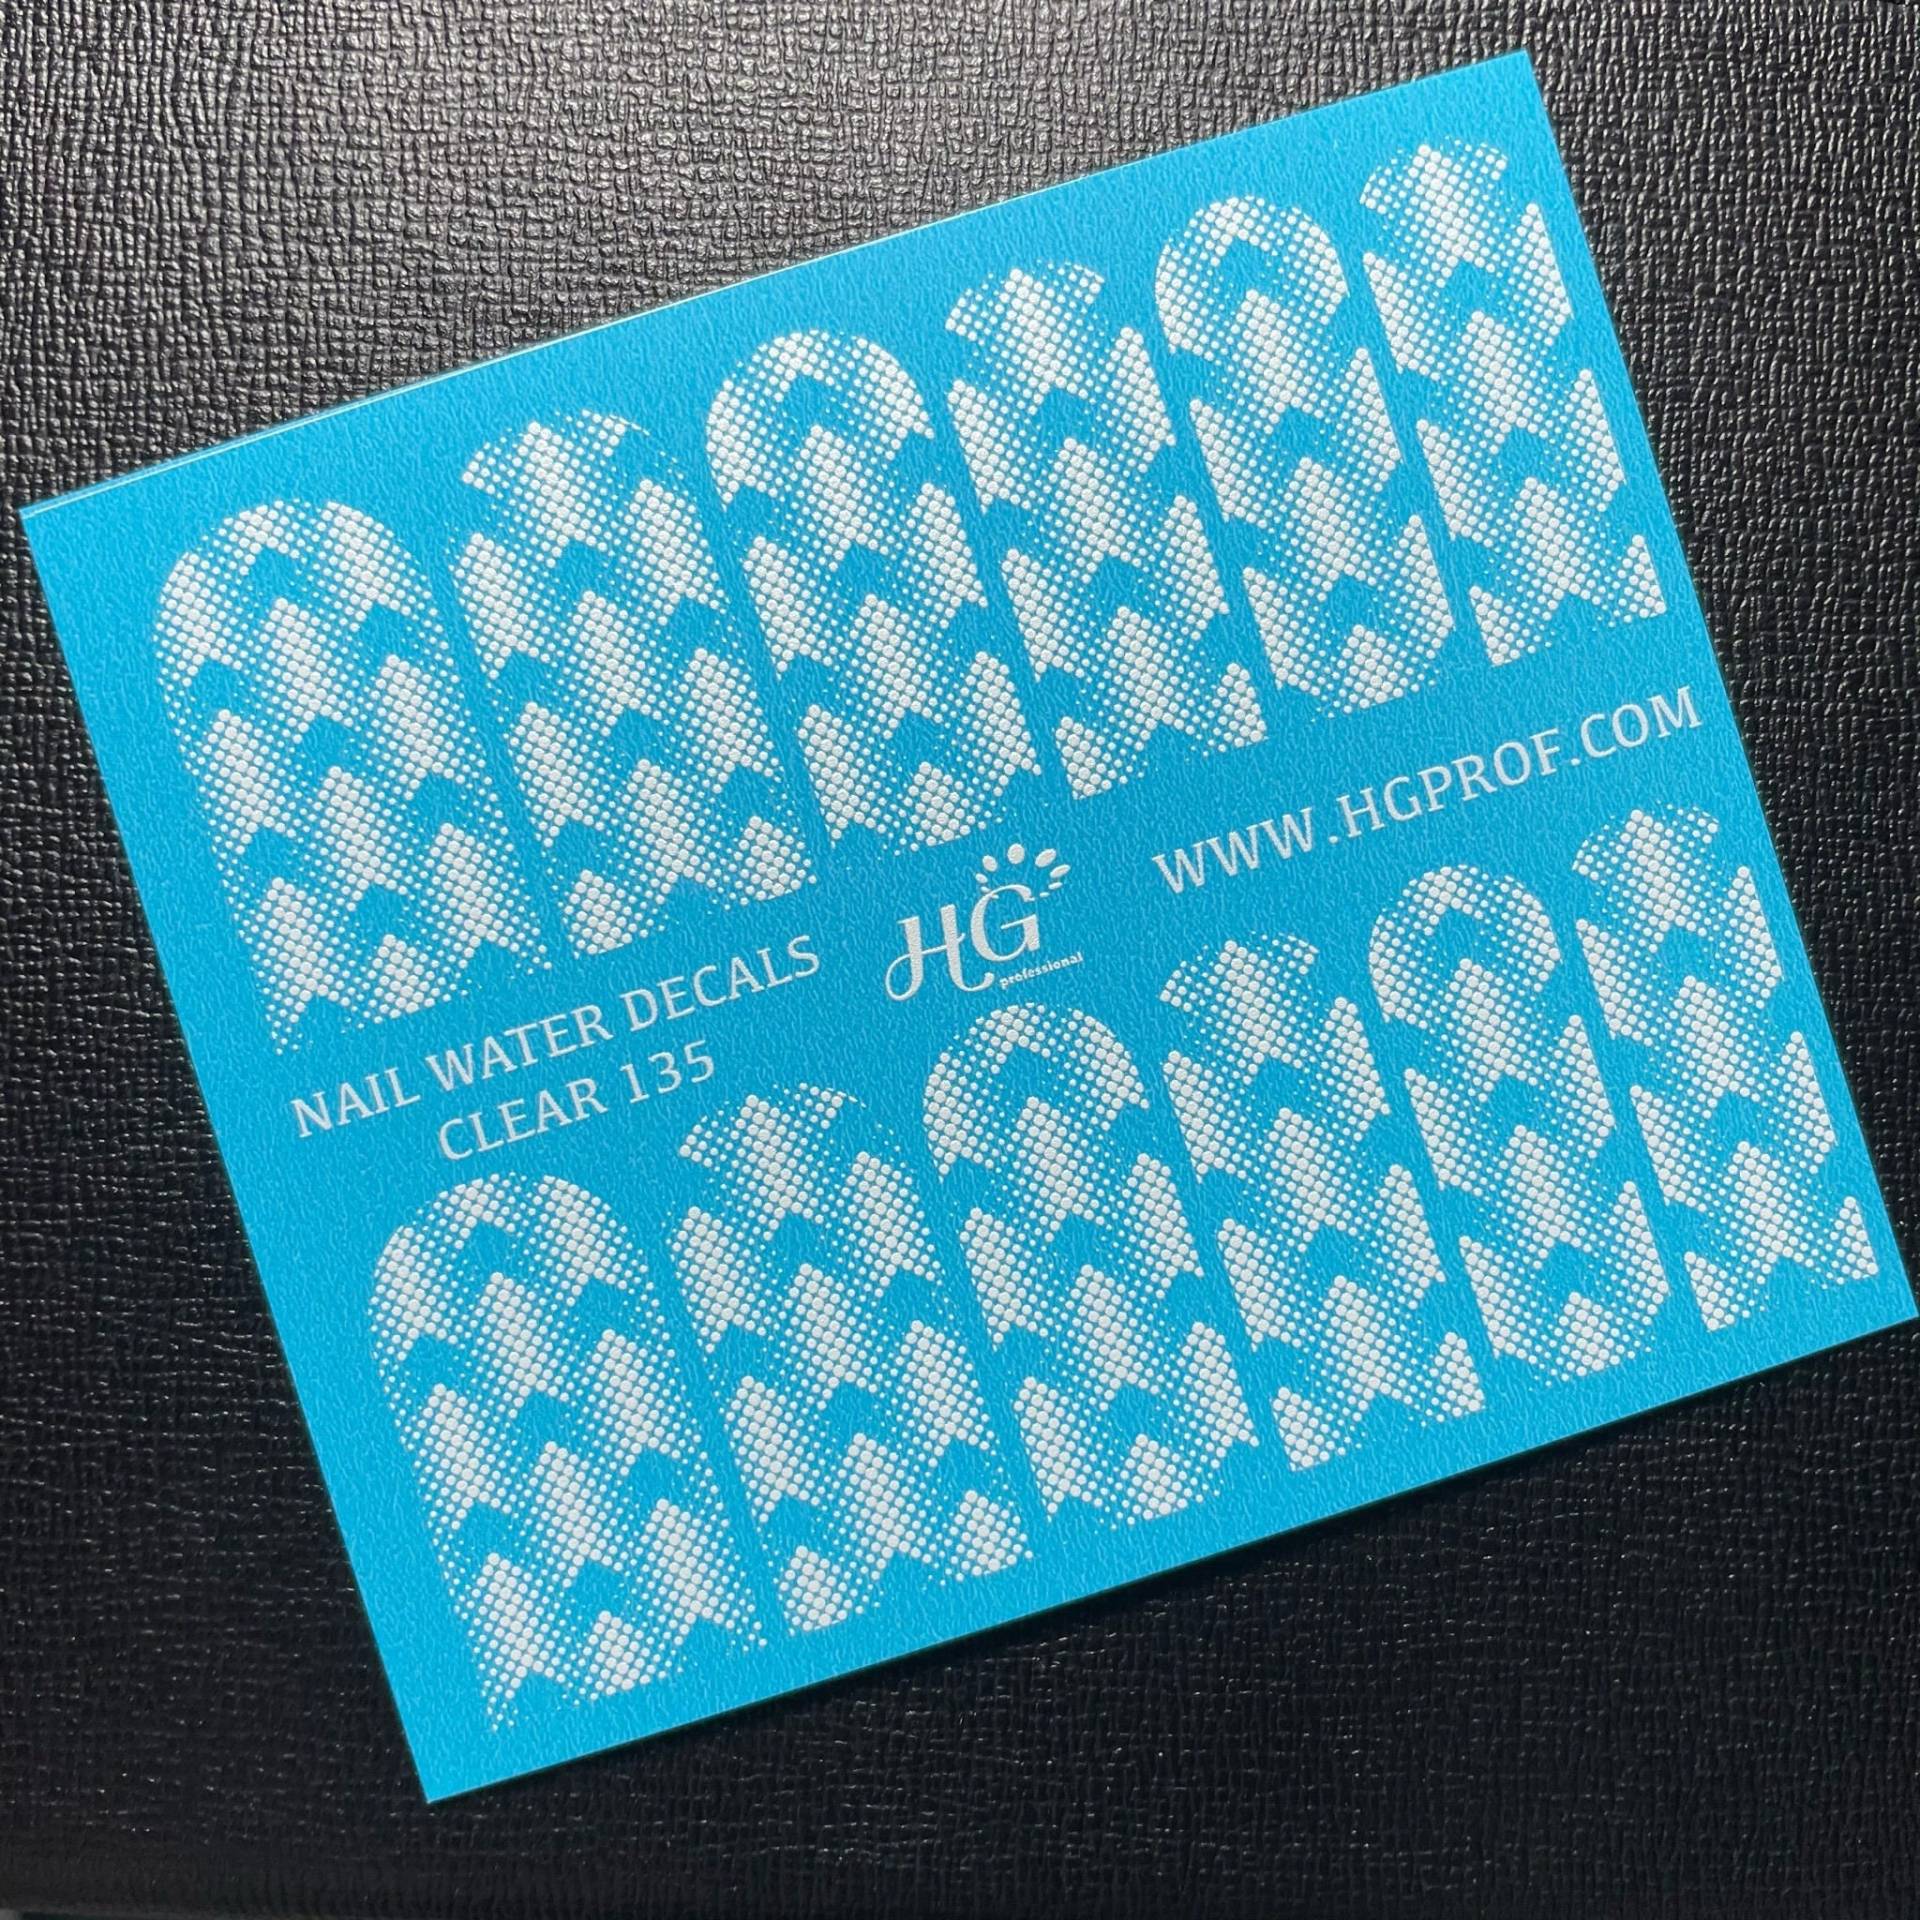 NAIL WATER DECALS
CLEAR 135
HG
professional
WWW.HGPROF.COM